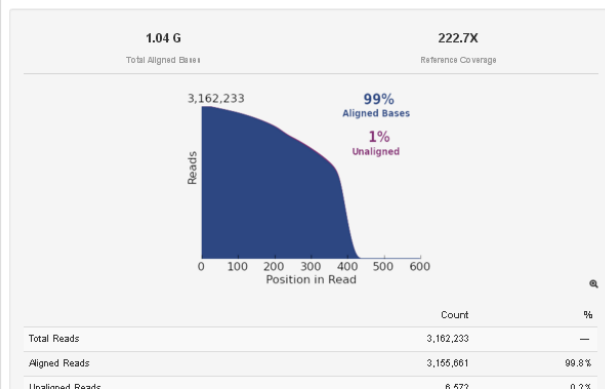 1.04 G
222.7X
Total Aligned Bases
Reference Coverage
3,162,233
99%
Aligned Bases
1%
Unaligned
Reads
0 100 200 300 400 500 600
Position in Read
Count %
Total Reads 3,162,233 —
Aligned Reads 3,155,661 99.8%
Unaligned Reads 6,572 0.2%